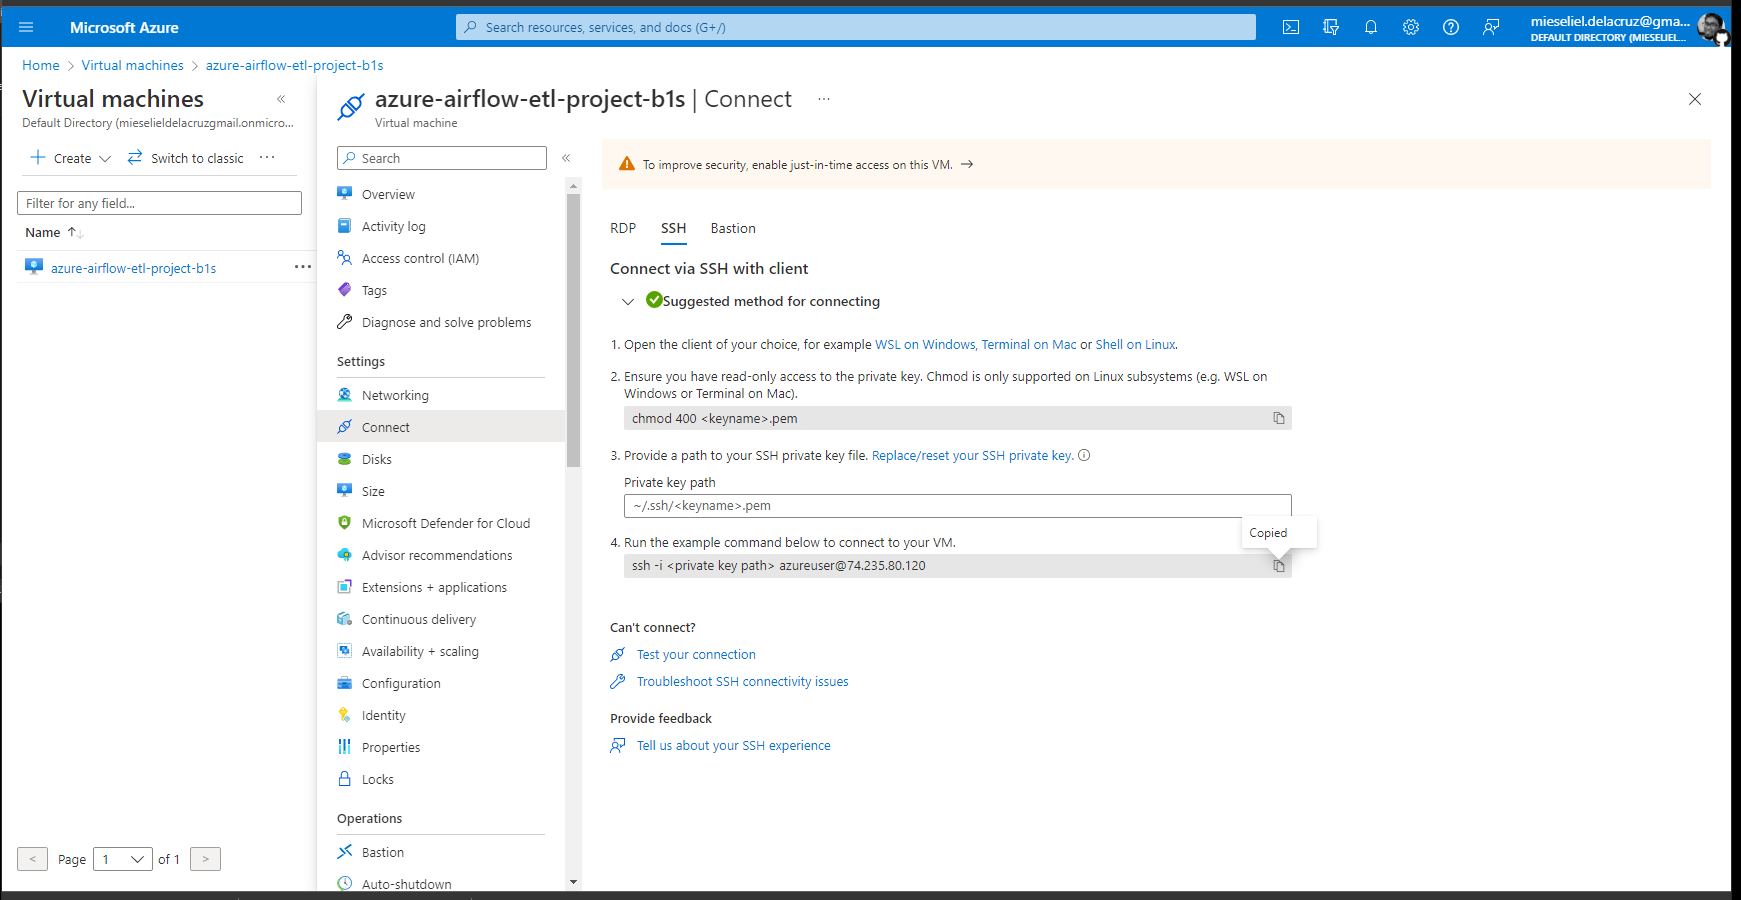 Microsoft Azure
Search resources, services, and docs (G+/)
mieseliel.delacruz@gma...
DEFAULT DIRECTORY (MIESELIEL...
Home > Virtual machines > azure-airflow-etl-project-b1s
Virtual machines
Default Directory (mieselieldelacruzgmail.onmicro...
Create
Switch to classic
...
Filter for any field...
Name
azure-airflow-etl-project-b1s
...
< Page 1 of 1 >
azure-airflow-etl-project-b1s | Connect ...
Virtual machine
Search
Overview
Activity log
Access control (IAM)
Tags
Diagnose and solve problems
Settings
Networking
Connect
Disks
Size
Microsoft Defender for Cloud
Advisor recommendations
Extensions + applications
Continuous delivery
Availability + scaling
Configuration
Identity
Properties
Locks
Operations
Bastion
Auto-shutdown
To improve security, enable just-in-time access on this VM. →
RDP SSH Bastion
Connect via SSH with client
Suggested method for connecting
1. Open the client of your choice, for example WSL on Windows, Terminal on Mac or Shell on Linux.
2. Ensure you have read-only access to the private key. Chmod is only supported on Linux subsystems (e.g. WSL on
Windows or Terminal on Mac).
chmod 400 <keyname>.pem
3. Provide a path to your SSH private key file. Replace/reset your SSH private key.
Private key path
~/.ssh/<keyname>.pem
Copied
4. Run the example command below to connect to your VM.
ssh -i <private key path> azureuser@74.235.80.120
Can't connect?
Test your connection
Troubleshoot SSH connectivity issues
Provide feedback
Tell us about your SSH experience